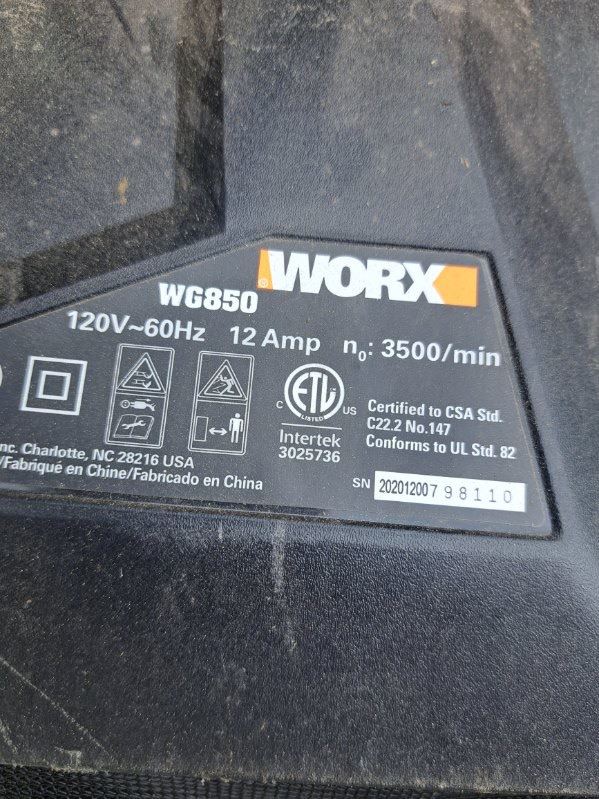 WORX
®
WG850
120V~60Hz 12 Amp n₀: 3500/min
C ETL US
LISTED
Intertek
3025736
Certified to CSA Std.
C22.2 No.147
Conforms to UL Std. 82
nc. Charlotte, NC 28216 USA
/Fabriqué en Chine/Fabricado en China
SN 20201200798110